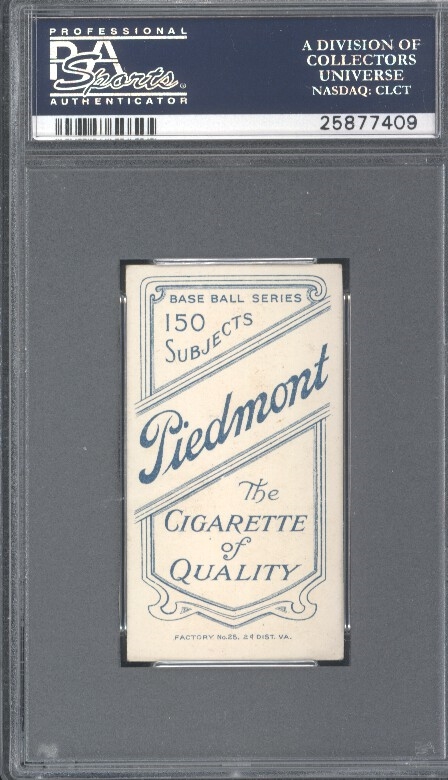 PROFESSIONAL
PSA
Sports®
AUTHENTICATOR
A DIVISION OF
COLLECTORS
UNIVERSE
NASDAQ: CLCT
25877409
BASE BALL SERIES
150
SUBJECTS
Piedmont
The
CIGARETTE
of
QUALITY
FACTORY No.25, 2d DIST. VA.